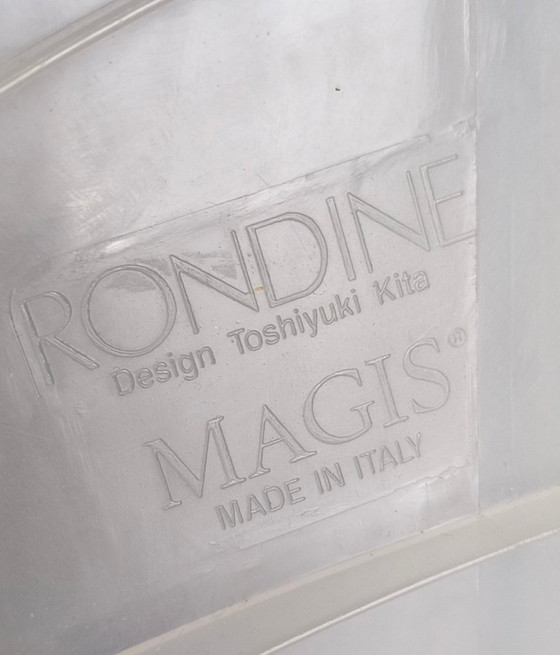 RONDINE
Design Toshiyuki Kita
MAGIS®
MADE IN ITALY